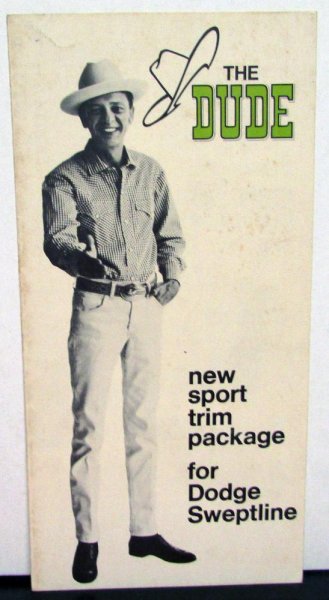 THE
DUDE
new
sport
trim
package
for
Dodge
Sweptline